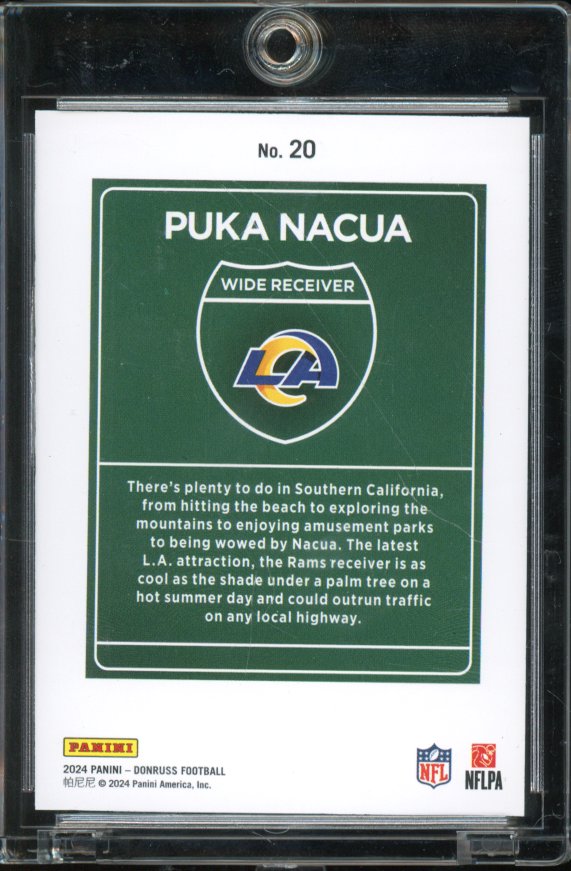 No. 20
PUKA NACUA
WIDE RECEIVER
LA
There's plenty to do in Southern California,
from hitting the beach to exploring the
mountains to enjoying amusement parks
to being wowed by Nacua. The latest
L.A. attraction, the Rams receiver is as
cool as the shade under a palm tree on a
hot summer day and could outrun traffic
on any local highway.
PANINI
2024 PANINI – DONRUSS FOOTBALL
帕尼尼 © 2024 Panini America, Inc.
NFL
NFLPA